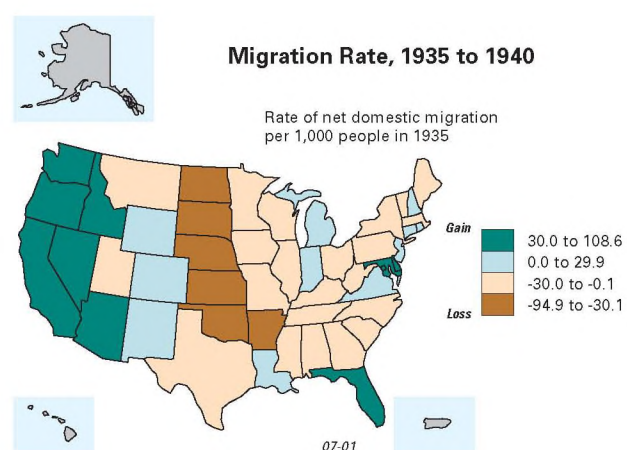 Migration Rate, 1935 to 1940
Rate of net domestic migration
per 1,000 people in 1935
Gain
30.0 to 108.6
0.0 to 29.9
-30.0 to -0.1
Loss
-94.9 to -30.1
07-01